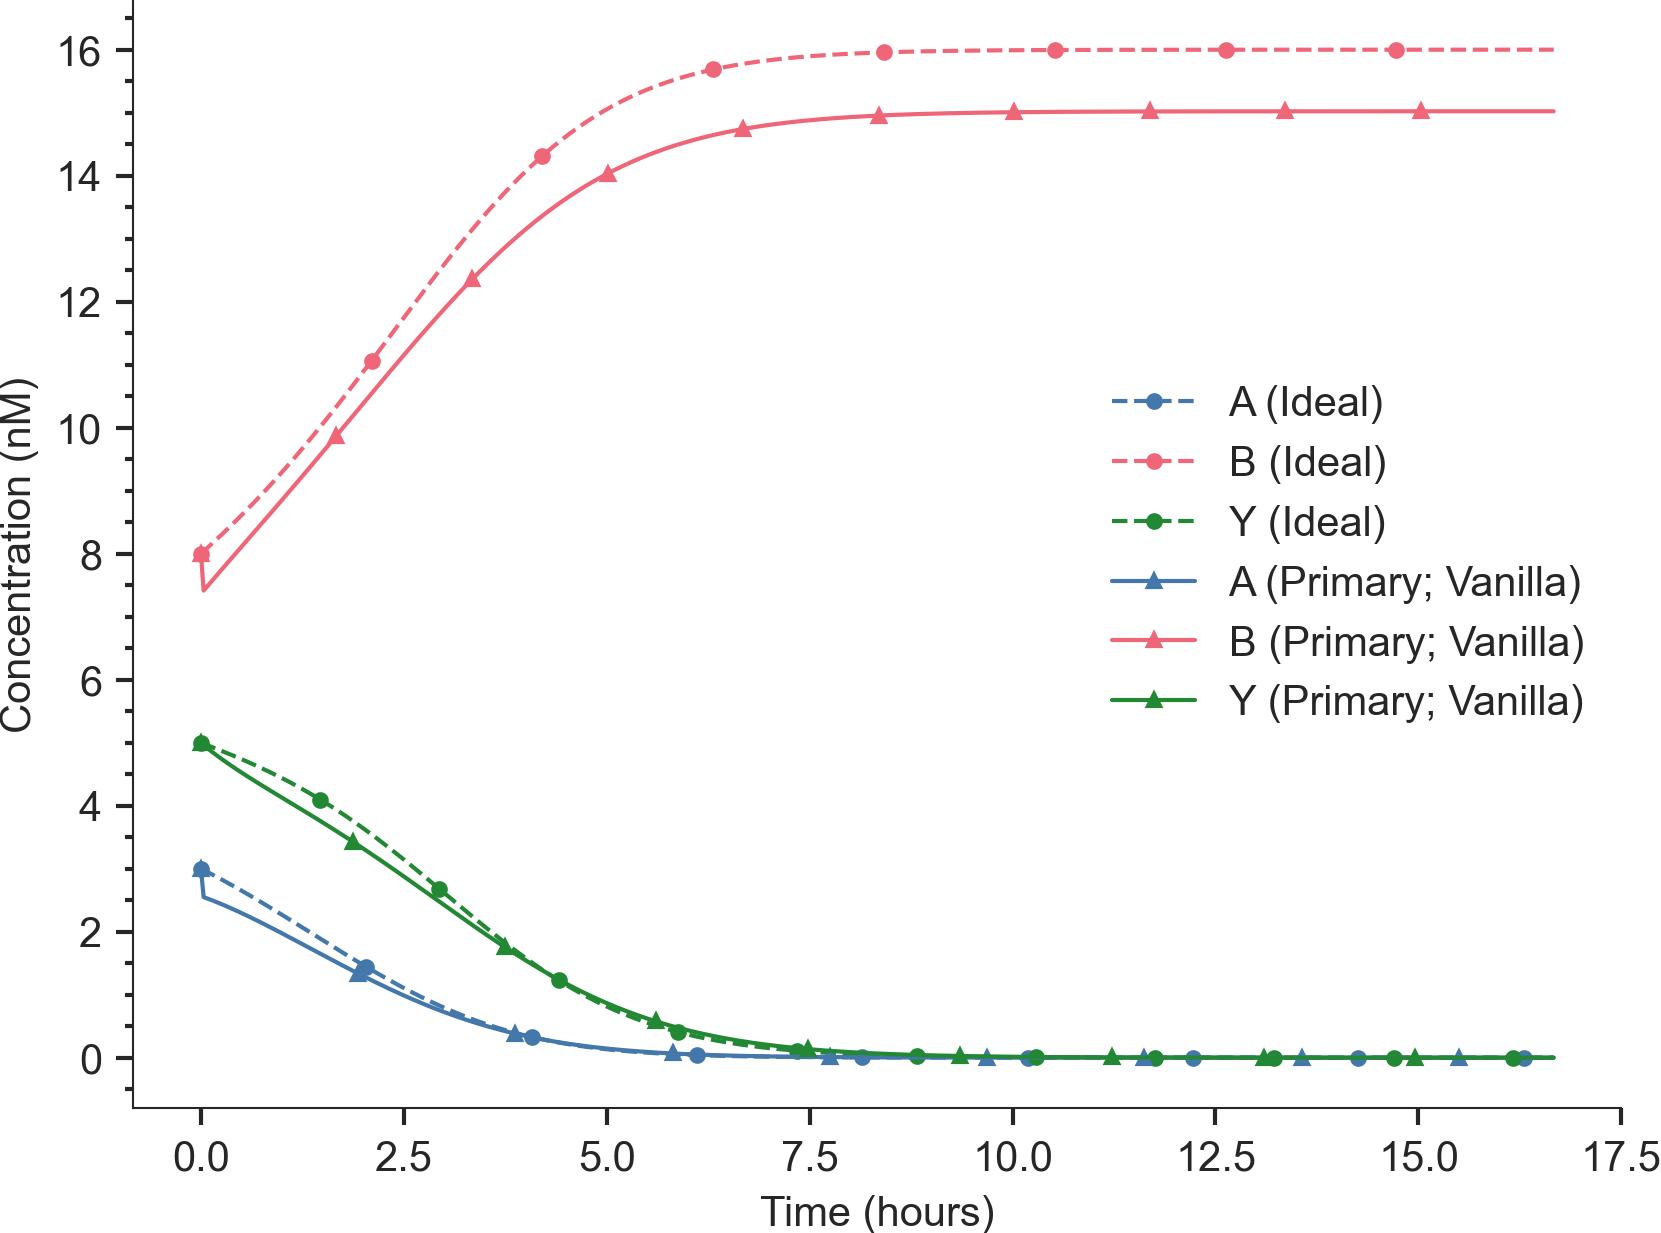 Concentration (nM)
16
14
12
10
8
6
4
2
0
A (Ideal)
B (Ideal)
Y (Ideal)
A (Primary; Vanilla)
B (Primary; Vanilla)
Y (Primary; Vanilla)
0.0 2.5 5.0 7.5 10.0 12.5 15.0 17.5
Time (hours)